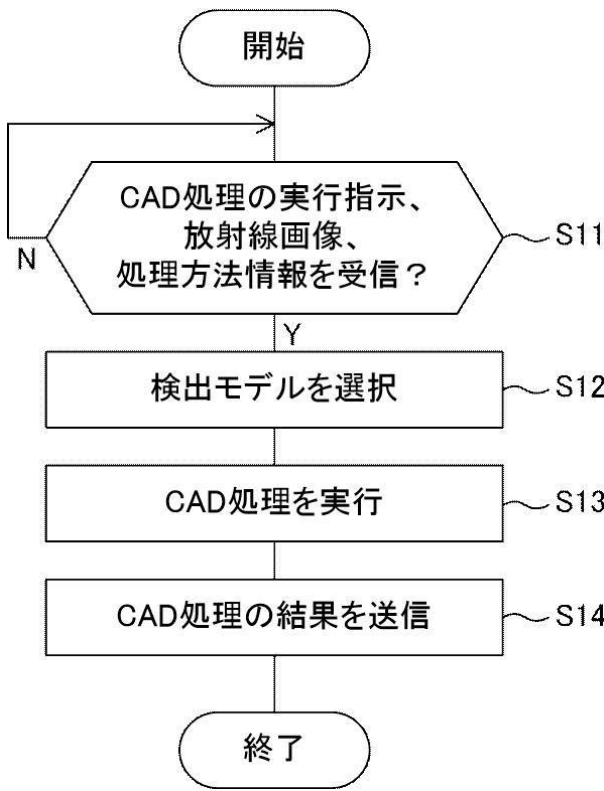 開始
CAD処理の実行指示、
放射線画像、
処理方法情報を受信？
S11
N
Y
検出モデルを選択
S12
CAD処理を実行
S13
CAD処理の結果を送信
S14
終了